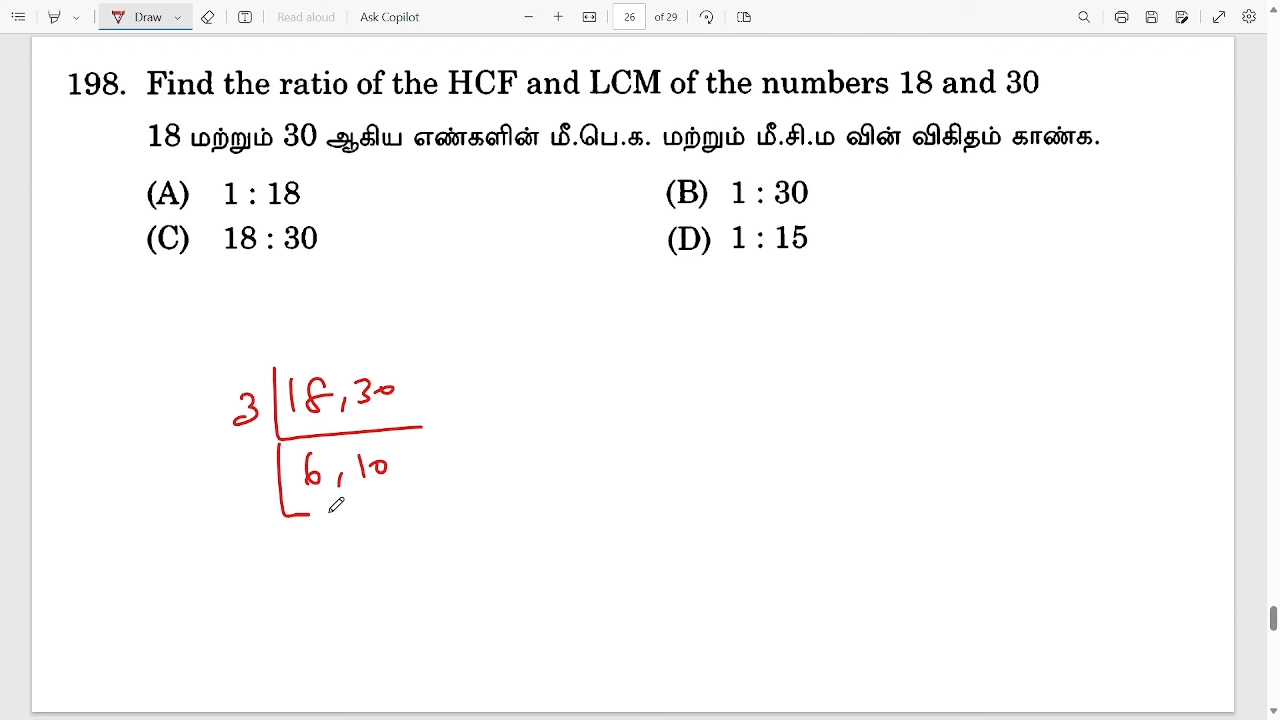 Draw
Read aloud
Ask Copilot
26 of 29
198. Find the ratio of the HCF and LCM of the numbers 18 and 30
18 மற்றும் 30 ஆகிய எண்களின் மீ.பெ.க. மற்றும் மீ.சி.ம வின் விகிதம் காண்க.
(A) 1 : 18
(B) 1 : 30
(C) 18 : 30
(D) 1 : 15
3 18, 30
6, 10